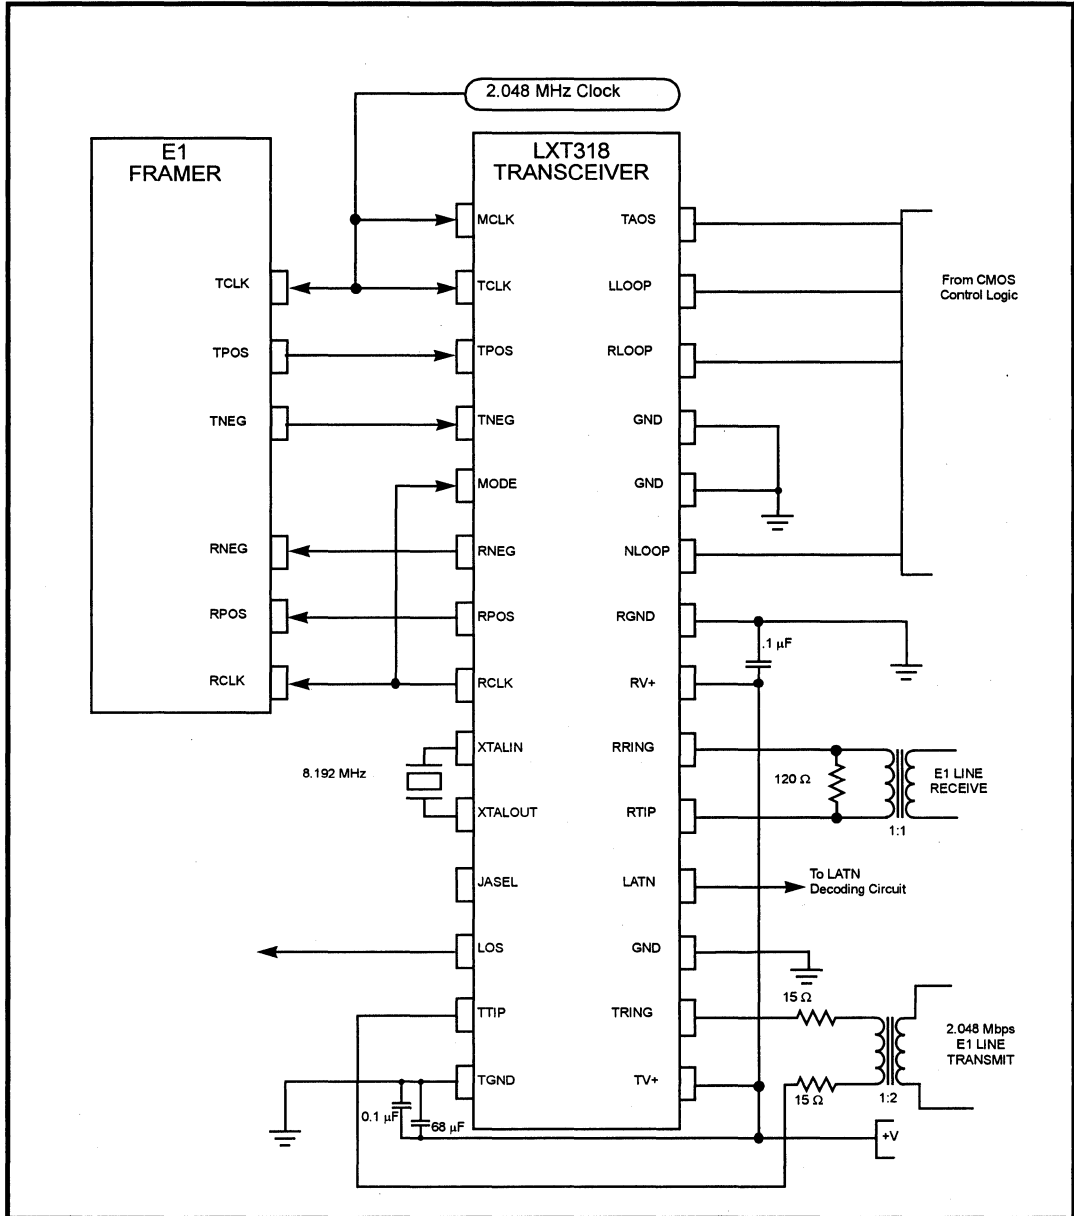 2.048 MHz Clock
E1
FRAMER
TCLK
TPOS
TNEG
RNEG
RPOS
RCLK
LXT318
TRANSCEIVER
MCLK
TCLK
TPOS
TNEG
MODE
RNEG
RPOS
RCLK
XTALIN
XTALOUT
JASEL
LOS
TTIP
TGND
TAOS
LLOOP
RLOOP
GND
GND
NLOOP
RGND
RV+
RRING
RTIP
LATN
GND
TRING
TV+
From CMOS
Control Logic
.1 µF
8.192 MHz
120 Ω
1:1
E1 LINE
RECEIVE
To LATN
Decoding Circuit
15 Ω
15 Ω
1:2
2.048 Mbps
E1 LINE
TRANSMIT
0.1 µF
68 µF
+V